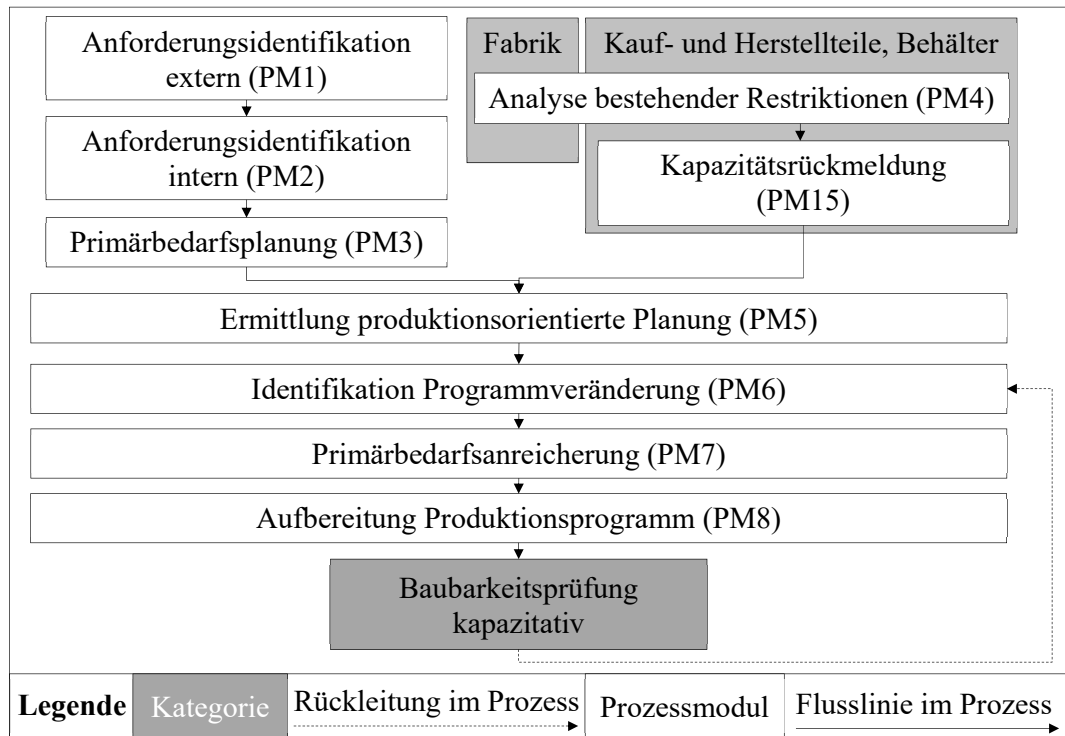 Anforderungsidentifikation
extern (PM1)
Anforderungsidentifikation
intern (PM2)
Primärbedarfsplanung (PM3)
Fabrik
Kauf- und Herstellteile, Behälter
Analyse bestehender Restriktionen (PM4)
Kapazitätsrückmeldung
(PM15)
Ermittlung produktionsorientierte Planung (PM5)
Identifikation Programmveränderung (PM6)
Primärbedarfsanreicherung (PM7)
Aufbereitung Produktionsprogramm (PM8)
Baubarkeitsprüfung
kapazitativ
Legende
Kategorie
Rückleitung im Prozess
Prozessmodul
Flusslinie im Prozess